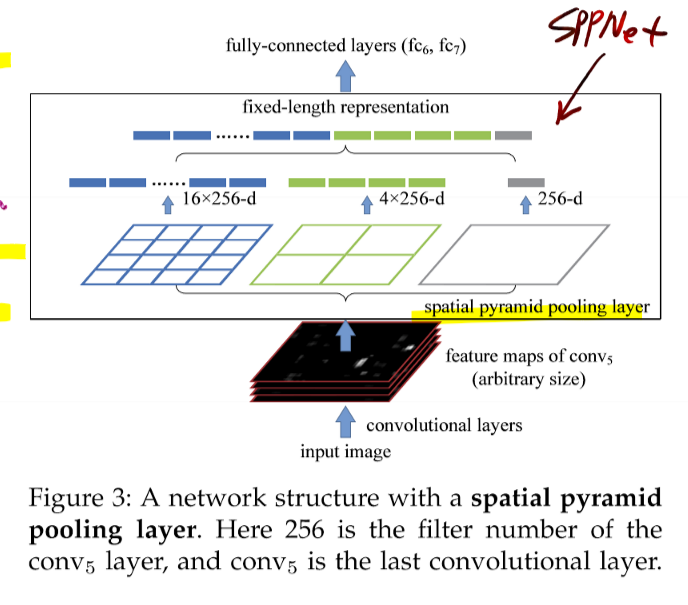 SPPNet
fully-connected layers (fc₆, fc₇)
fixed-length representation
......
......
16×256-d
4×256-d
256-d
spatial pyramid pooling layer
feature maps of conv₅
(arbitrary size)
convolutional layers
input image
Figure 3: A network structure with a spatial pyramid
pooling layer. Here 256 is the filter number of the
conv₅ layer, and conv₅ is the last convolutional layer.